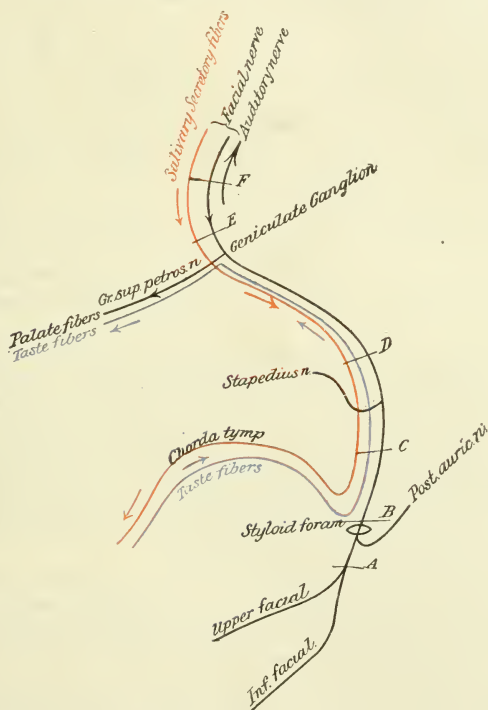 Salivary Secretory fibers
Facial nerve
Auditory nerve
F
E
Geniculate Ganglion
Gr. sup. petros. n
Palate fibers
Taste fibers
D
Stapedius n.
Chorda tymp
Taste fibers
C
Post. auric. n.
Styloid foram
B
A
Upper facial
Inf. facial.